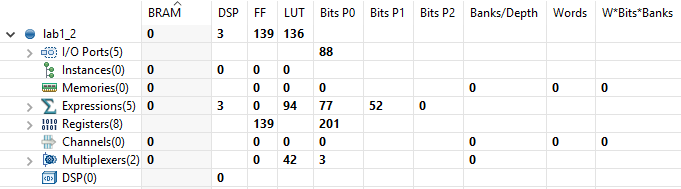 BRAM DSP FF LUT Bits P0 Bits P1 Bits P2 Banks/Depth Words W*Bits*Banks
lab1_2 0 3 139 136
I/O Ports(5) 88
Instances(0) 0 0 0 0
Memories(0) 0 0 0 0 0 0 0
Expressions(5) 0 3 0 94 77 52 0
Registers(8) 139 201
Channels(0) 0 0 0 0 0 0 0
Multiplexers(2) 0 0 42 3 0
DSP(0) 0